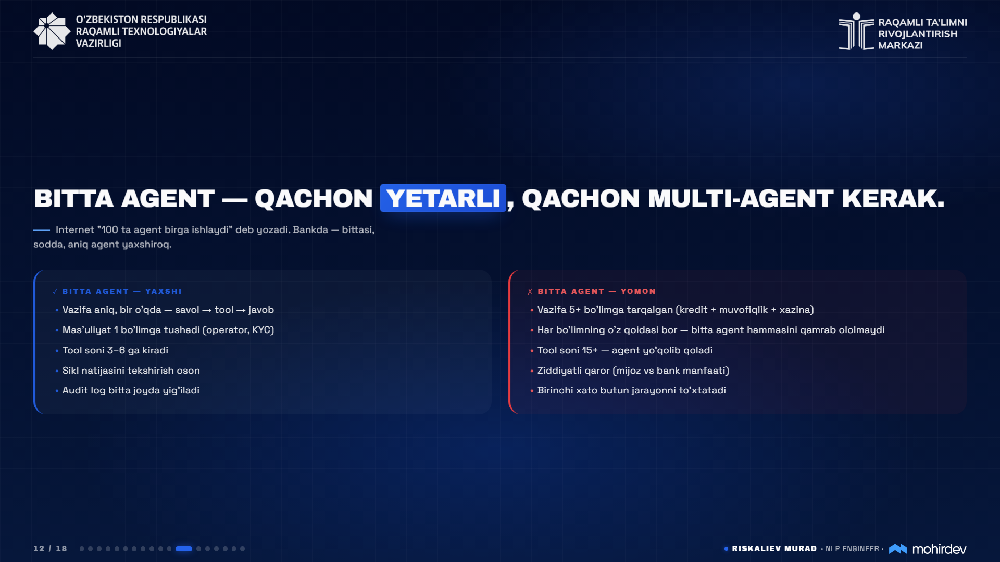 O'ZBEKISTON RESPUBLIKASI
RAQAMLI TEXNOLOGIYALAR
VAZIRLIGI
RAQAMLI TA'LIMNI
RIVOJLANTIRISH
MARKAZI
BITTA AGENT — QACHON YETARLI, QACHON MULTI-AGENT KERAK.
Internet "100 ta agent birga ishlaydi" deb yozadi. Bankda — bittasi,
sodda, aniq agent yaxshiroq.
✓ BITTA AGENT — YAXSHI
• Vazifa aniq, bir o'qda — savol → tool → javob
• Mas'uliyat 1 bo'limga tushadi (operator, KYC)
• Tool soni 3–6 ga kiradi
• Sikl natijasini tekshirish oson
• Audit log bitta joyda yig'iladi
✗ BITTA AGENT — YOMON
• Vazifa 5+ bo'limga tarqalgan (kredit + muvofiqlik + xazina)
• Har bo'limning o'z qoidasi bor — bitta agent hammasini qamrab ololmaydi
• Tool soni 15+ — agent yo'qolib qoladi
• Ziddiyatli qaror (mijoz vs bank manfaati)
• Birinchi xato butun jarayonni to'xtatadi
12 / 18
• RISKALIEV MURAD · NLP ENGINEER · mohirdev